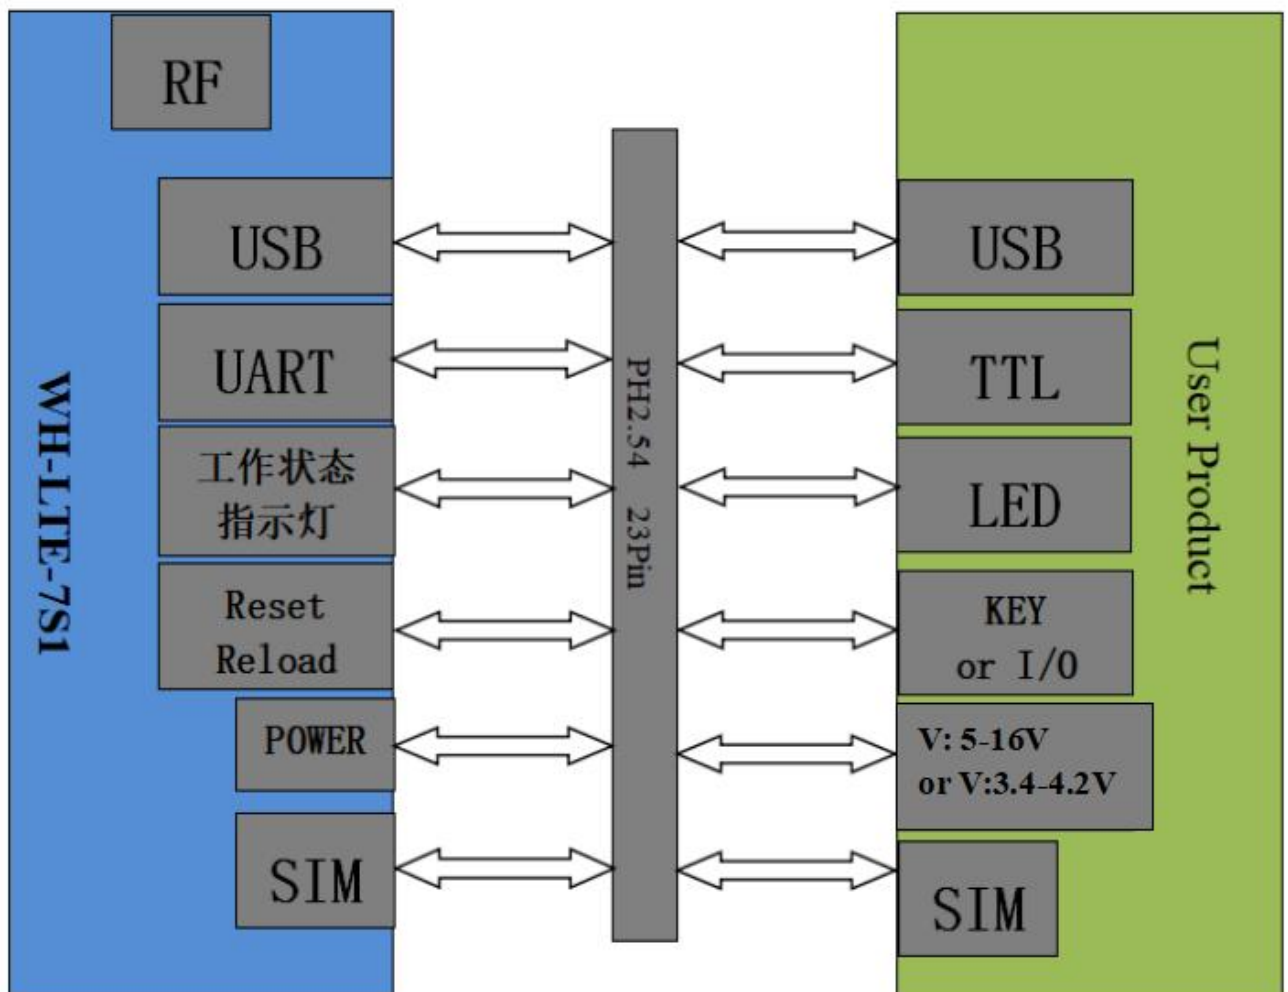 RF
USB
UART
工作状态
指示灯
Reset
Reload
POWER
SIM
WH-LTE-7S1
PH2.54 23Pin
USB
TTL
LED
KEY
or I/O
V: 5-16V
or V:3.4-4.2V
SIM
User Product